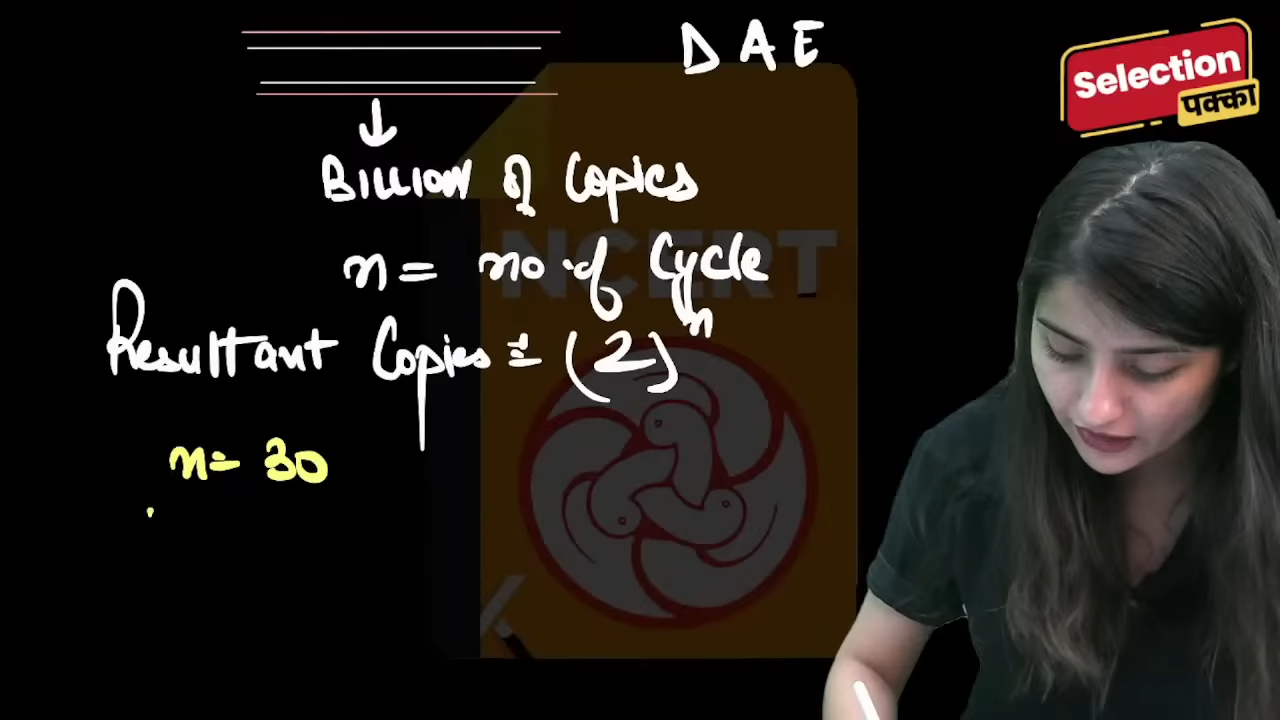 D A E
Selection
पक्का
BILLION of Copies
NCERT
n = no. of Cycle
Resultant Copies = (2)^n
n = 30